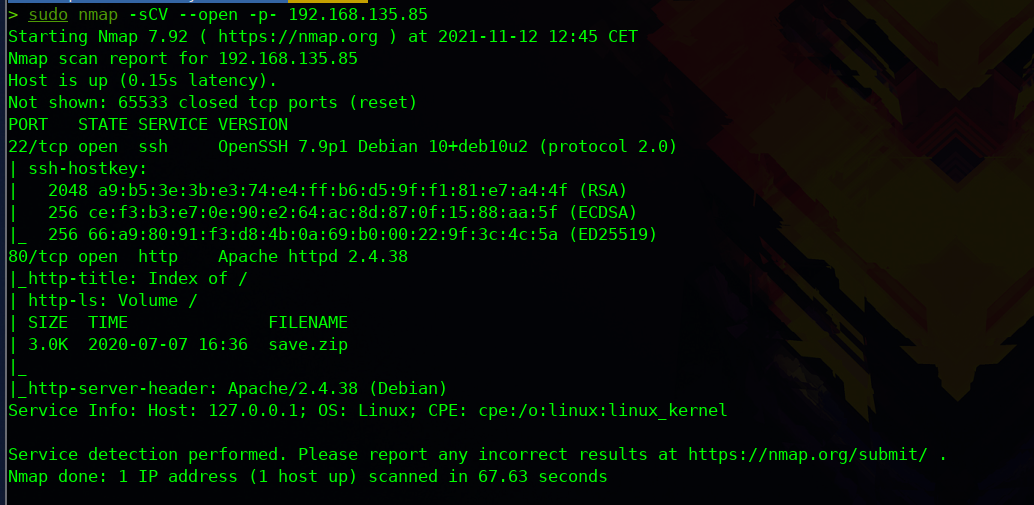 > sudo nmap -sCV --open -p- 192.168.135.85
Starting Nmap 7.92 ( https://nmap.org ) at 2021-11-12 12:45 CET
Nmap scan report for 192.168.135.85
Host is up (0.15s latency).
Not shown: 65533 closed tcp ports (reset)
PORT   STATE SERVICE VERSION
22/tcp open  ssh     OpenSSH 7.9p1 Debian 10+deb10u2 (protocol 2.0)
| ssh-hostkey:
|   2048 a9:b5:3e:3b:e3:74:e4:ff:b6:d5:9f:f1:81:e7:a4:4f (RSA)
|   256 ce:f3:b3:e7:0e:90:e2:64:ac:8d:87:0f:15:88:aa:5f (ECDSA)
|_  256 66:a9:80:91:f3:d8:4b:0a:69:b0:00:22:9f:3c:4c:5a (ED25519)
80/tcp open  http    Apache httpd 2.4.38
|_http-title: Index of /
| http-ls: Volume /
| SIZE  TIME              FILENAME
| 3.0K  2020-07-07 16:36  save.zip
|_
|_http-server-header: Apache/2.4.38 (Debian)
Service Info: Host: 127.0.0.1; OS: Linux; CPE: cpe:/o:linux:linux_kernel
Service detection performed. Please report any incorrect results at https://nmap.org/submit/ .
Nmap done: 1 IP address (1 host up) scanned in 67.63 seconds